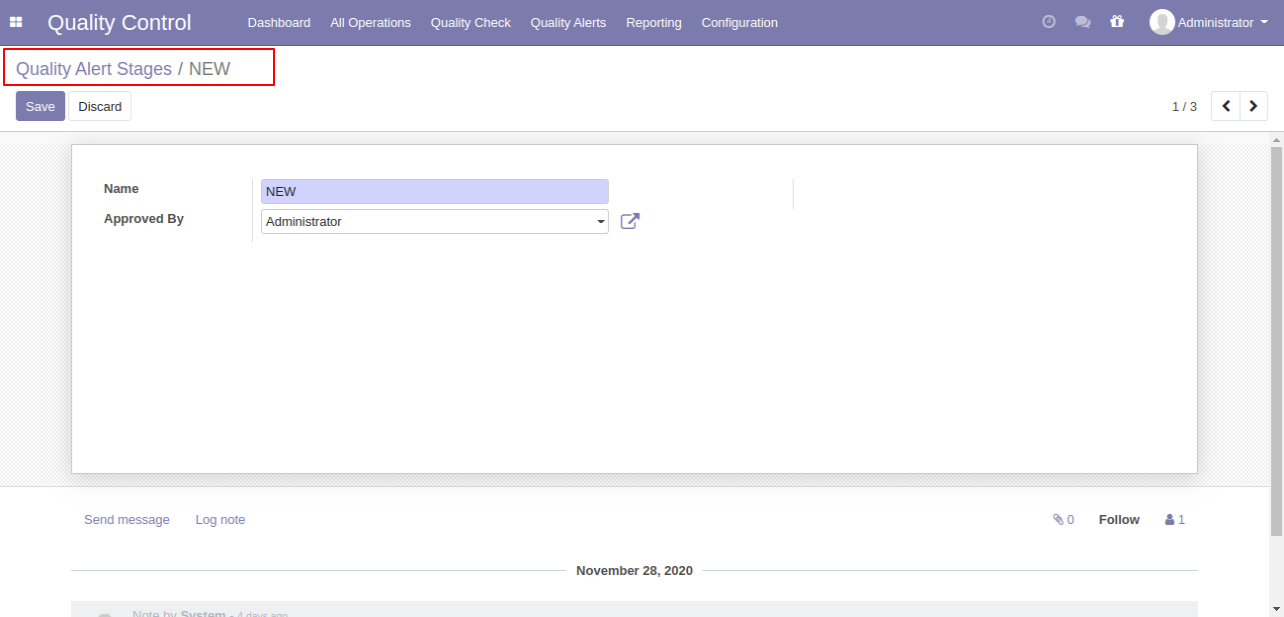 Quality Control Dashboard All Operations Quality Check Quality Alerts Reporting Configuration Administrator
Quality Alert Stages / NEW
Save Discard 1 / 3
Name NEW
Approved By Administrator
Send message Log note 0 Follow 1
November 28, 2020
Note by System - 4 days ago